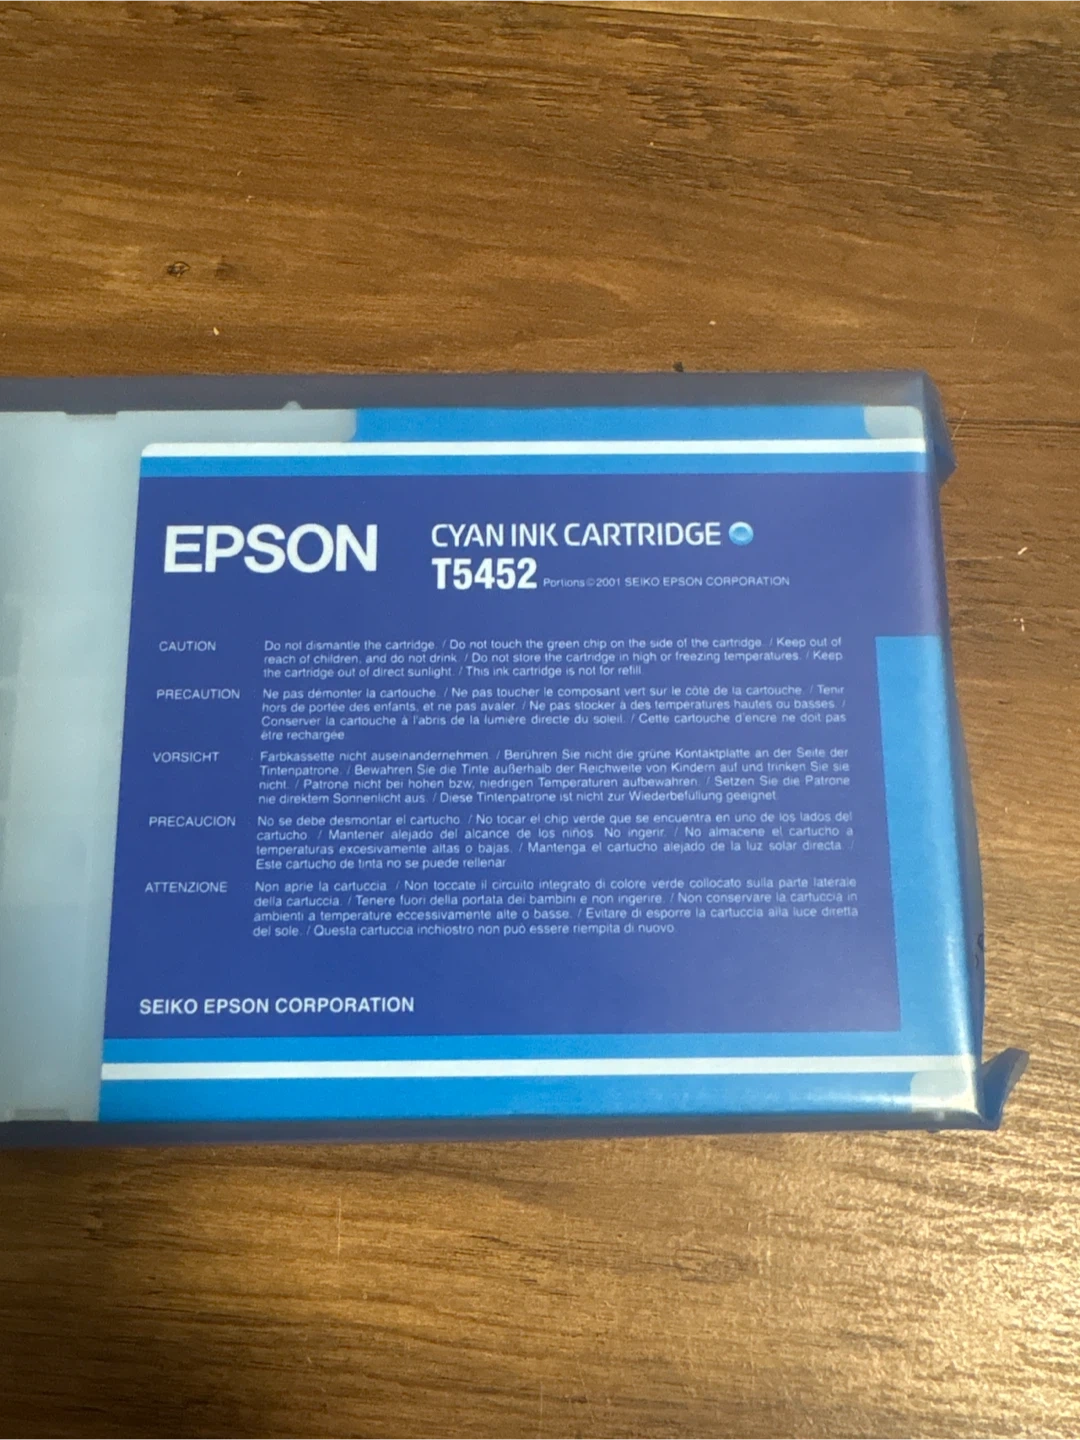 EPSON
CYAN INK CARTRIDGE
T5452 Portions©2001 SEIKO EPSON CORPORATION
CAUTION
Do not dismantle the cartridge. / Do not touch the green chip on the side of the cartridge. / Keep out of
reach of children, and do not drink. / Do not store the cartridge in high or freezing temperatures. / Keep
the cartridge out of direct sunlight. / This ink cartridge is not for refill.
PRECAUTION
Ne pas démonter la cartouche. / Ne pas toucher le composant vert sur le côté de la cartouche. / Tenir
hors de portée des enfants, et ne pas avaler. / Ne pas stocker à des temperatures hautes ou basses. /
Conserver la cartouche à l'abris de la lumière directe du soleil. / Cette cartouche d'encre ne doit pas
être rechargée.
VORSICHT
Farbkassette nicht auseinandernehmen. / Berühren Sie nicht die grüne Kontaktplatte an der Seite der
Tintenpatrone. / Bewahren Sie die Tinte außerhalb der Reichweite von Kindern auf und trinken Sie sie
nicht. / Patrone nicht bei hohen bzw. niedrigen Temperaturen aufbewahren. / Setzen Sie die Patrone
nie direktem Sonnenlicht aus. / Diese Tintenpatrone ist nicht zur Wiederbefüllung geeignet.
PRECAUCION
No se debe desmontar el cartucho. / No tocar el chip verde que se encuentra en uno de los lados del
cartucho. / Mantener alejado del alcance de los niños. No ingerir. / No almacene el cartucho a
temperaturas excesivamente altas o bajas. / Mantenga el cartucho alejado de la luz solar directa. /
Este cartucho de tinta no se puede rellenar.
ATTENZIONE
Non aprie la cartuccia. / Non toccate il circuito integrato di colore verde collocato sulla parte laterale
della cartuccia. / Tenere fuori della portata dei bambini e non ingerire. / Non conservare la cartuccia in
ambienti a temperature eccessivamente alte o basse. / Evitare di esporre la cartuccia alla luce diretta
del sole. / Questa cartuccia inchiostro non può essere riempita di nuovo.
SEIKO EPSON CORPORATION